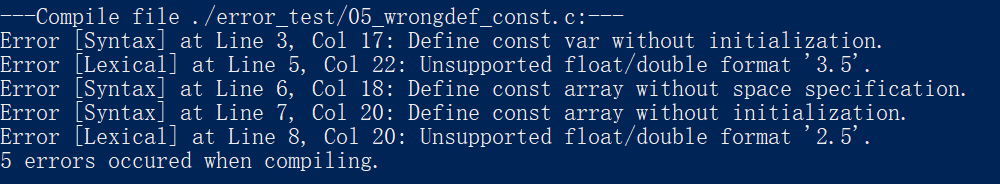 ---Compile file ./error_test/05_wrongdef_const.c:---
Error [Syntax] at Line 3, Col 17: Define const var without initialization.
Error [Lexical] at Line 5, Col 22: Unsupported float/double format '3.5'.
Error [Syntax] at Line 6, Col 18: Define const array without space specification.
Error [Syntax] at Line 7, Col 20: Define const array without initialization.
Error [Lexical] at Line 8, Col 20: Unsupported float/double format '2.5'.
5 errors occured when compiling.